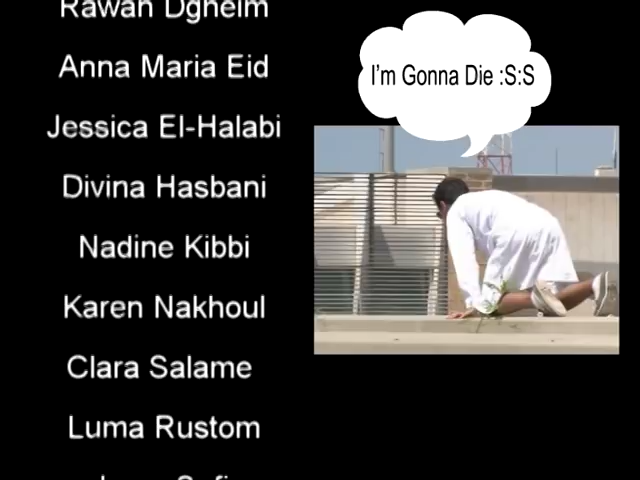 Rawan Dgheim
Anna Maria Eid
Jessica El-Halabi
Divina Hasbani
Nadine Kibbi
Karen Nakhoul
Clara Salame
Luma Rustom
I'm Gonna Die :S:S